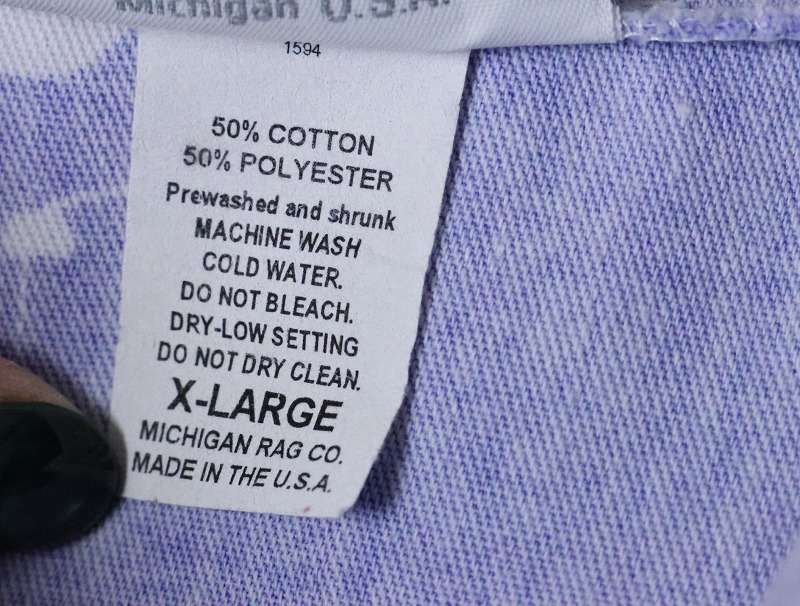 Michigan U.S.A.
1594
50% COTTON
50% POLYESTER
Prewashed and shrunk
MACHINE WASH
COLD WATER.
DO NOT BLEACH.
DRY-LOW SETTING
DO NOT DRY CLEAN.
X-LARGE
MICHIGAN RAG CO.
MADE IN THE U.S.A.